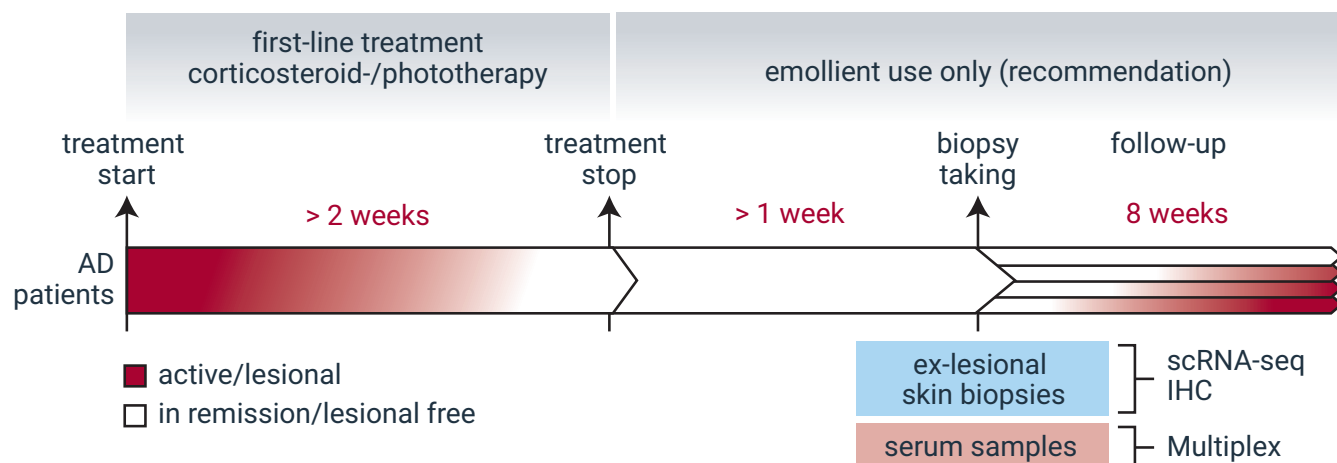 first-line treatment
corticosteroid-/phototherapy
emollient use only (recommendation)
treatment
start
treatment
stop
biopsy
taking
follow-up
> 2 weeks
> 1 week
8 weeks
AD
patients
active/lesional
in remission/lesional free
ex-lesional
skin biopsies
scRNA-seq
IHC
serum samples
Multiplex